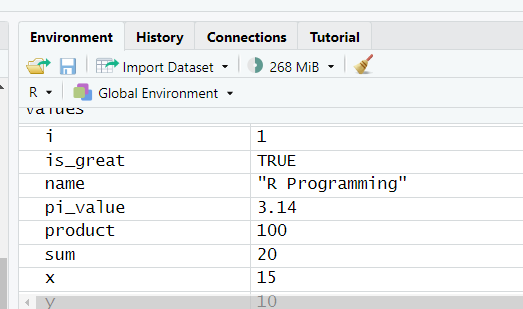 Environment History Connections Tutorial
Import Dataset 268 MiB
R Global Environment
values
i 1
is_great TRUE
name "R Programming"
pi_value 3.14
product 100
sum 20
x 15
y 10